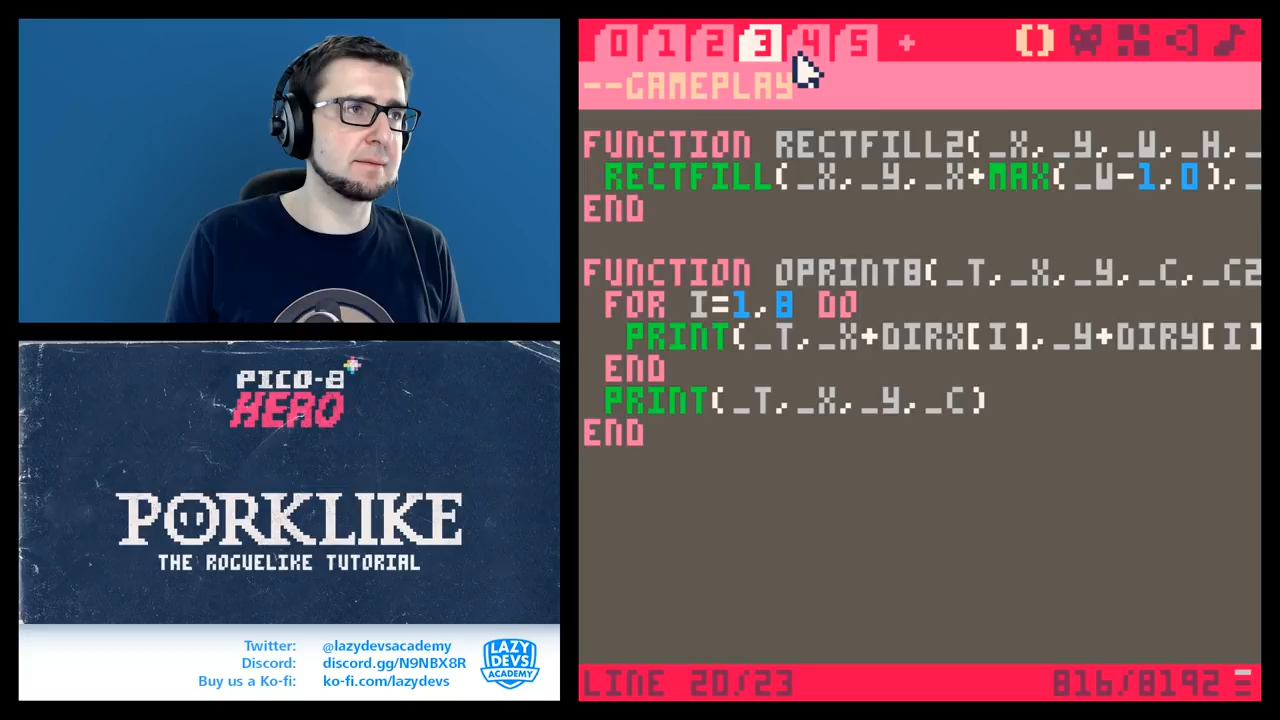 PICO-8
HERO
PORKLIKE
THE ROGUELIKE TUTORIAL
Twitter: @lazydevsacademy
Discord: discord.gg/N9NBX8R
Buy us a Ko-fi: ko-fi.com/lazydevs
LAZY
DEVS
ACADEMY
0 1 2 3 4 5 +
--GAMEPLAY
FUNCTION RECTFILL2(_X,_Y,_W,_H,_
RECTFILL(_X,_Y,_X+MAX(_W-1,0),_
END
FUNCTION OPRINT8(_T,_X,_Y,_C,_C2
FOR I=1,8 DO
PRINT(_T,_X+DIRX[I],_Y+DIRY[I]
END
PRINT(_T,_X,_Y,_C)
END
LINE 20/23 816/8192